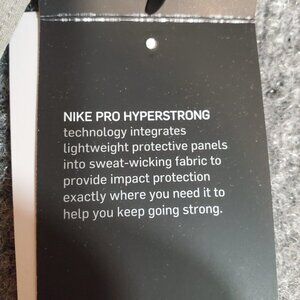 NIKE PRO HYPERSTRONG
technology integrates
lightweight protective panels
into sweat-wicking fabric to
provide impact protection
exactly where you need it to
help you keep going strong.